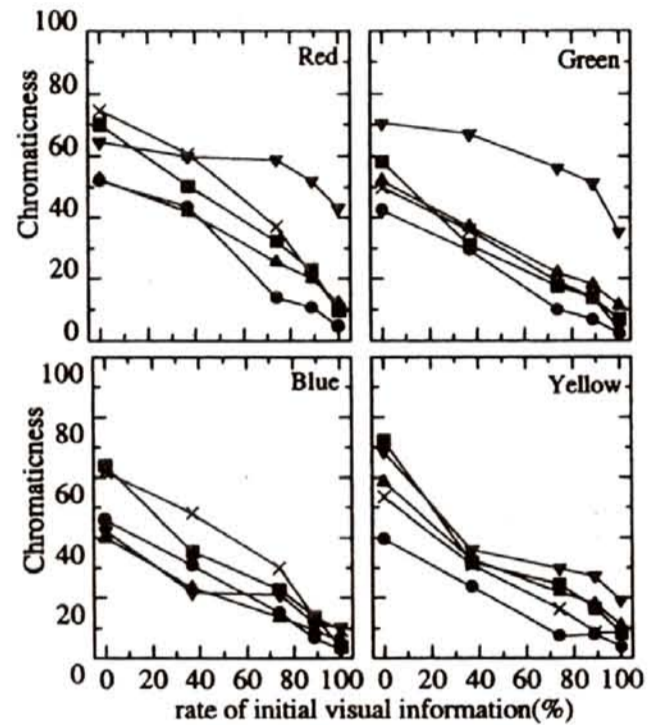 100
80
60
40
20
0
Chromaticness
Red
Green
100
80
60
40
20
0
Chromaticness
Blue
Yellow
0 20 40 60 80 100 0 20 40 60 80 100
rate of initial visual information(%)